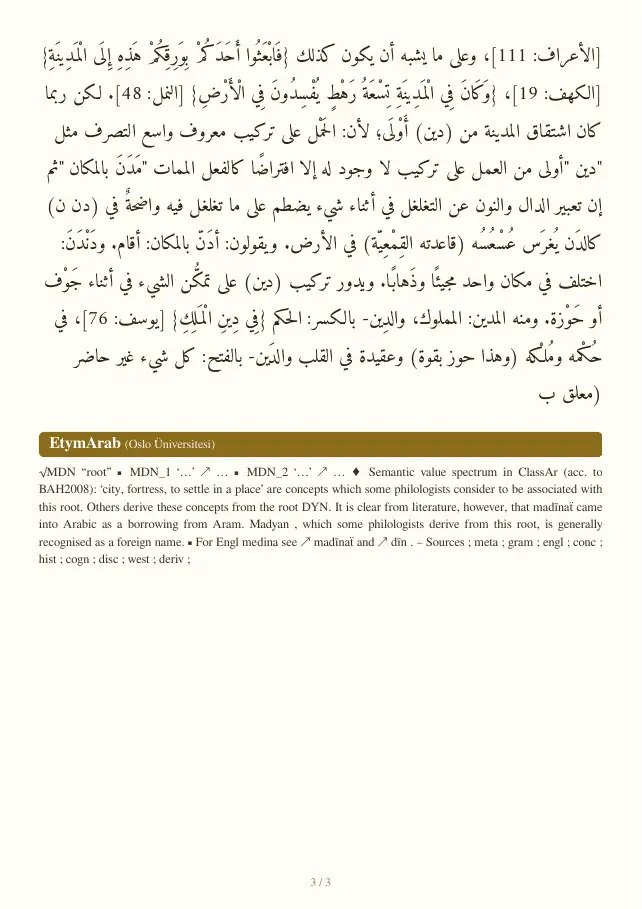 [الأعراف: 111]، وعلى ما يشبه أن يكون كذلك {فَابْعَثُوا أَحَدَكُمْ بِوَرِقِكُمْ هَذِهِ إِلَى الْمَدِينَةِ}
[الكهف: 19]، {وَكَانَ فِي الْمَدِينَةِ تِسْعَةُ رَهْطٍ يُفْسِدُونَ فِي الْأَرْضِ} [النمل: 48]. لكن ربما
كان اشتقاق المدينة من (دين) أَوْلَى؛ لأن: الحَمْل على تركيب معروف واسع التصرف مثل
"دين "أولى من العمل على تركيب لا وجود له إلا افتراضًا كالفعل الممات "مَدَنَ بالمكان "ثم
إن تعبير الدال والنون عن التغلغل في أثناء شيء يضطم على ما تغلغل فيه واضحةٌ في (دن ن)
كالدَن يُغرَس عُسْعُسُه (قاعدته القِمْعِيّة) في الأرض. ويقولون: أدَنّ بالمكان: أقام. ودَنْدَنَ:
اختلف في مكان واحد مجيئًا وذَهابًا. ويدور تركيب (دين) على تمكُّن الشيء في أثناء جَوْف
أو حَوْزة. ومنه المدين: المملوك، والدِين- بالكسر: الحكم {فِي دِينِ الْمَلِكِ} [يوسف: 76]، في
حُكْمه ومُلْكه (وهذا حوز بقوة) وعقيدة في القلب والدَين- بالفتح: كل شيء غير حاضر
(معلق ب
EtymArab (Oslo Üniversitesi)
√MDN “root” ▪ MDN_1 ‘…’ ↗ … ▪ MDN_2 ‘…’ ↗ … ♦ Semantic value spectrum in ClassAr (acc. to
BAH2008): ‘city, fortress, to settle in a place’ are concepts which some philologists consider to be associated with
this root. Others derive these concepts from the root DYN. It is clear from literature, however, that madīnaẗ came
into Arabic as a borrowing from Aram. Madyan , which some philologists derive from this root, is generally
recognised as a foreign name. ▪ For Engl medina see ↗ madīnaẗ and ↗ dīn . – Sources ; meta ; gram ; engl ; conc ;
hist ; cogn ; disc ; west ; deriv ;
3 / 3